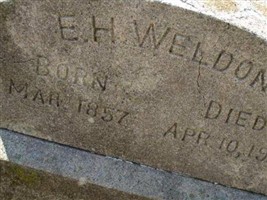 E.H. WELDON
BORN
MAR 1857
DIED
APR 10, 19